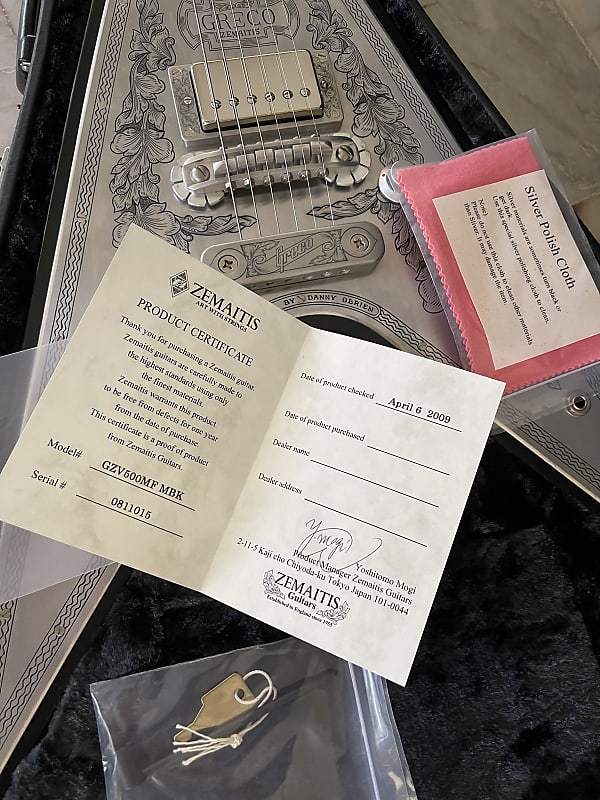 GRECO
ZEMAITIS
Greco
BY DANNY O'BRIEN
Silver Polish Cloth
Silver materials are sometimes turn black or
get dark.
Use this special silver polishing cloth to clean.
Note) do not use this cloth to clean other materials
than Silver. It may damage the item.
ZEMAITIS
ART WITH STRINGS
PRODUCT CERTIFICATE
Thank you for purchasing a Zemaitis guitar.
Zemaitis guitars are carefully made to
the highest standards using only
the finest materials.
Zemaitis warrants this product
to be free from defects for one year
from the date of purchase.
This certificate is a proof of product
from Zemaitis Guitars.
Model# GZV500MF MBK
Serial # 0811015
Date of product checked April 6 2009
Date of product purchased
Dealer name
Dealer address
Y mogi
Yoshitomo Mogi
Product Manager Zemaitis Guitars
2-11-5 Kaji cho Chiyoda-ku Tokyo Japan 101-0044
ZEMAITIS
Guitars
Established in England since 1955